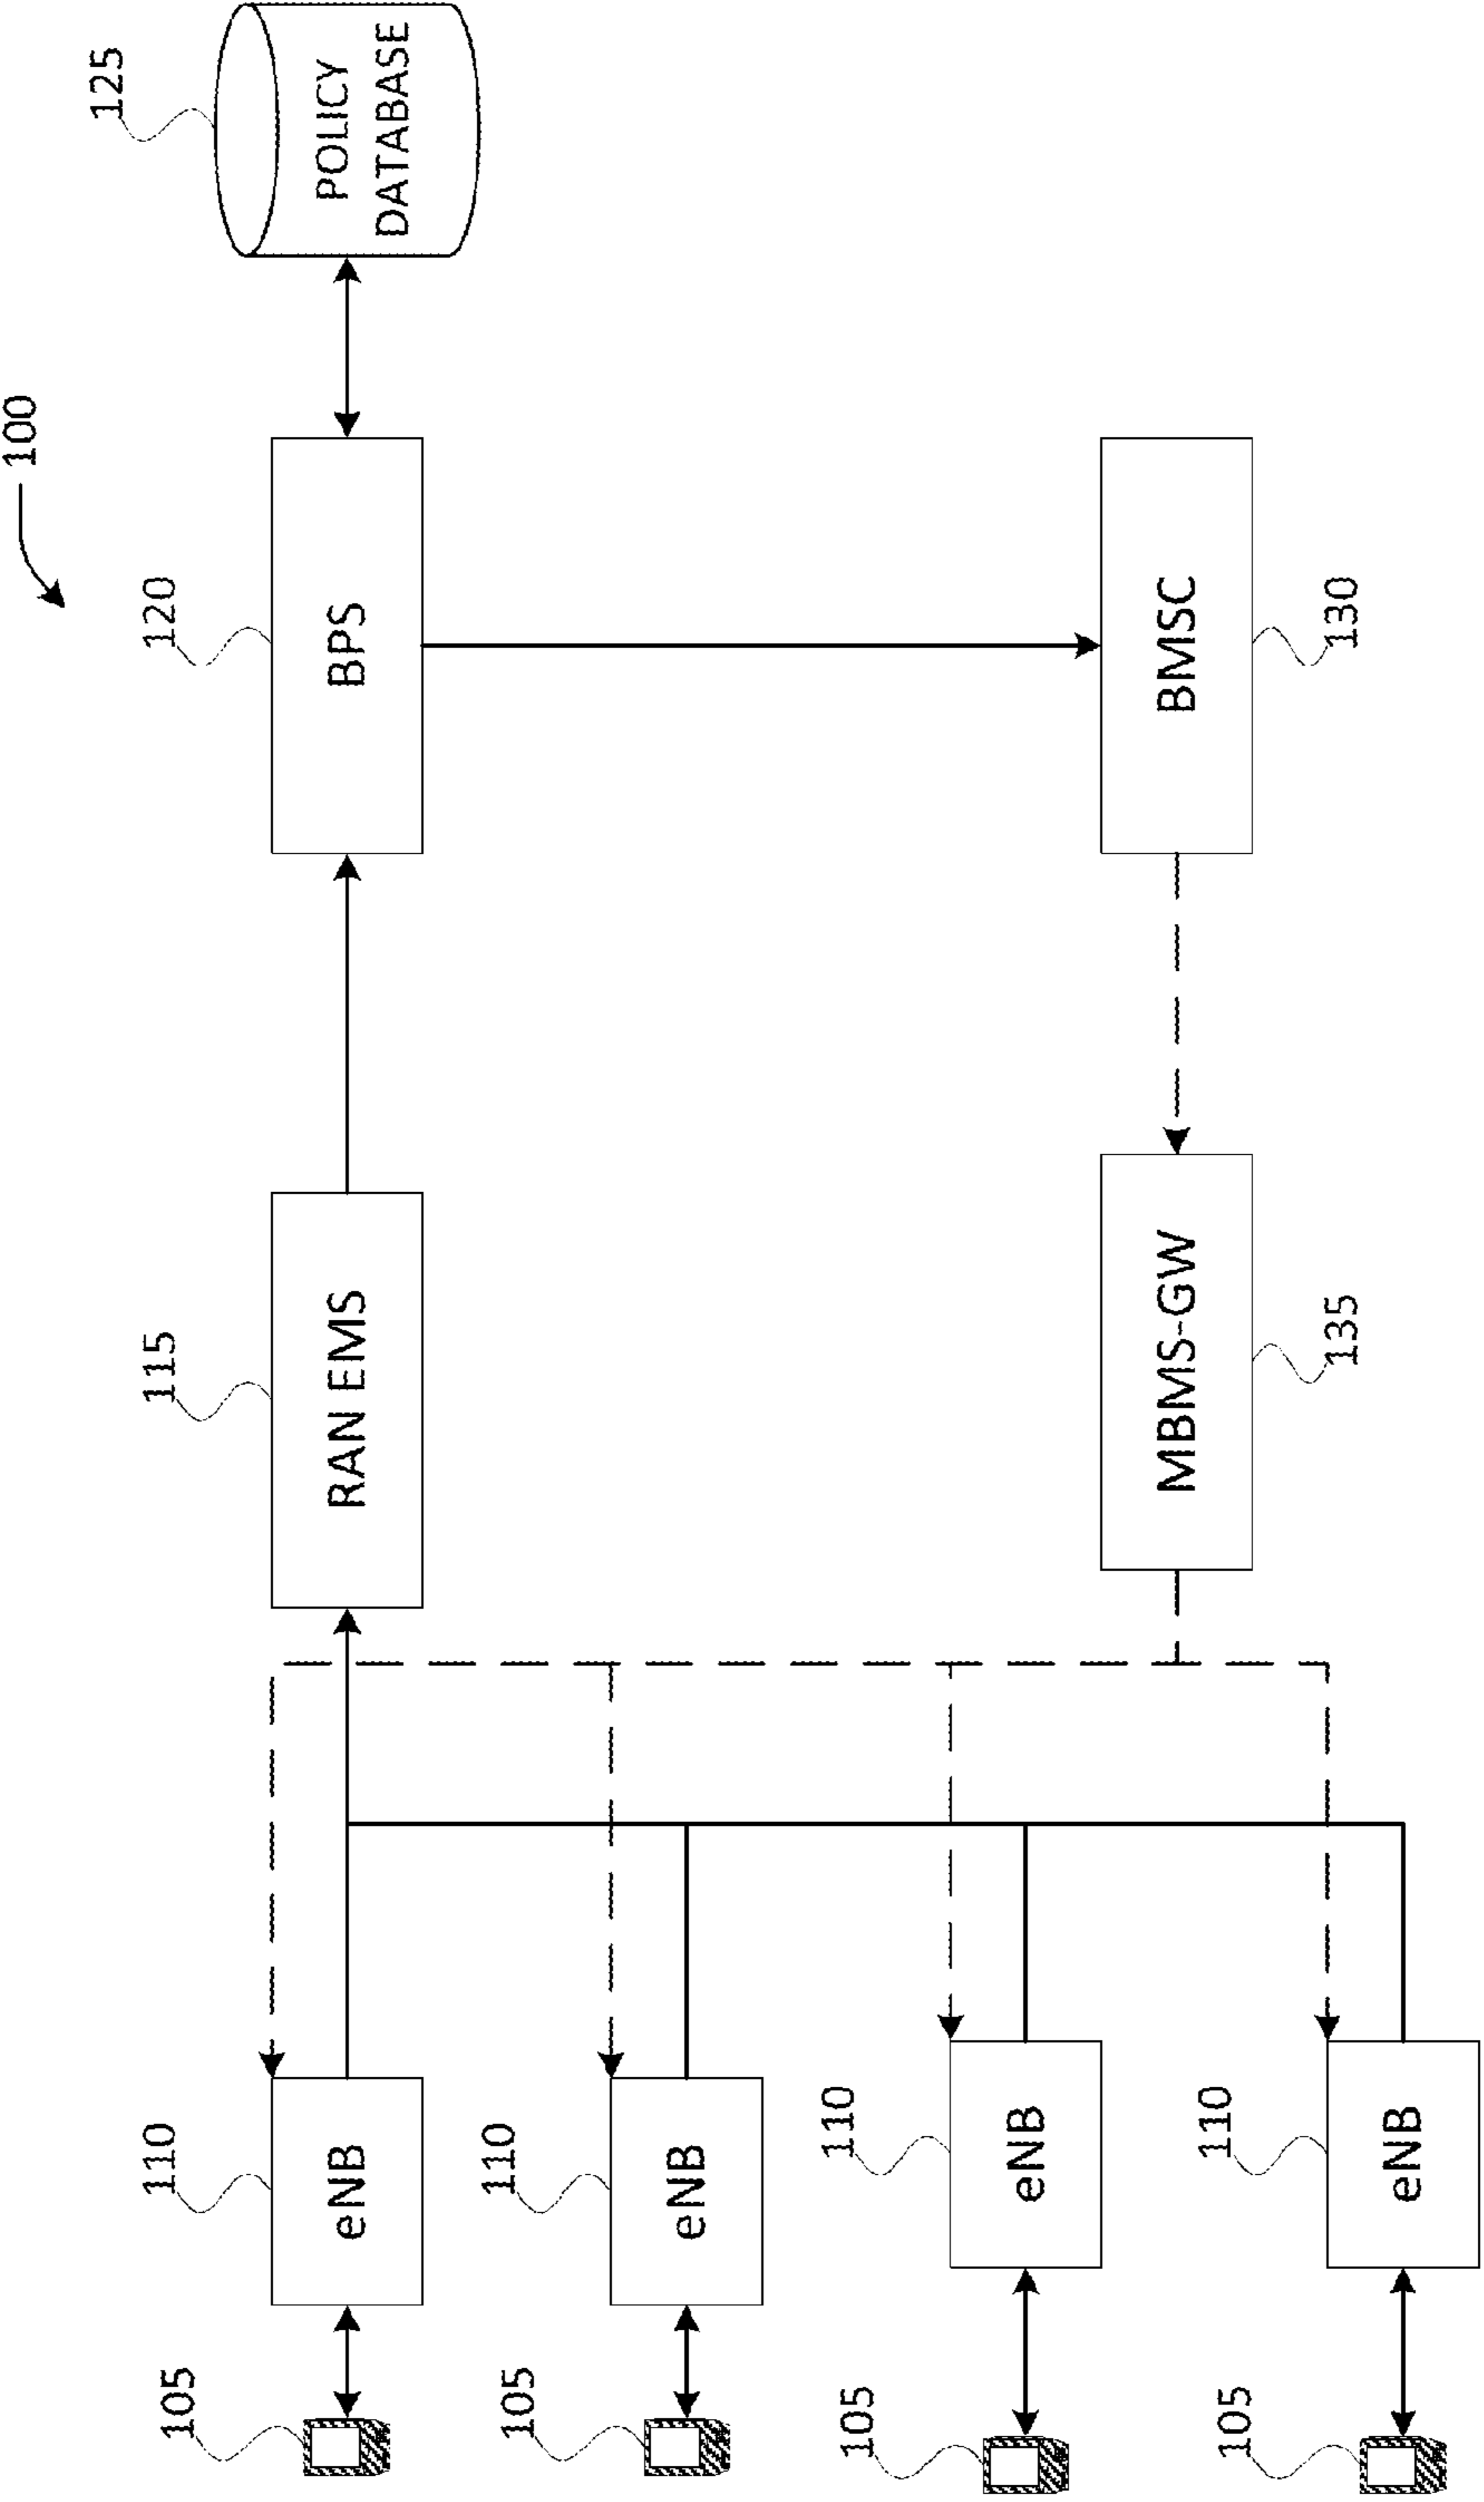 100
125
105
110
115
120
eNB
RAN EMS
BPS
POLICY
DATABASE
105
110
eNB
105
110
eNB
MBMS-GW
BMSC
105
110
135
130
eNB